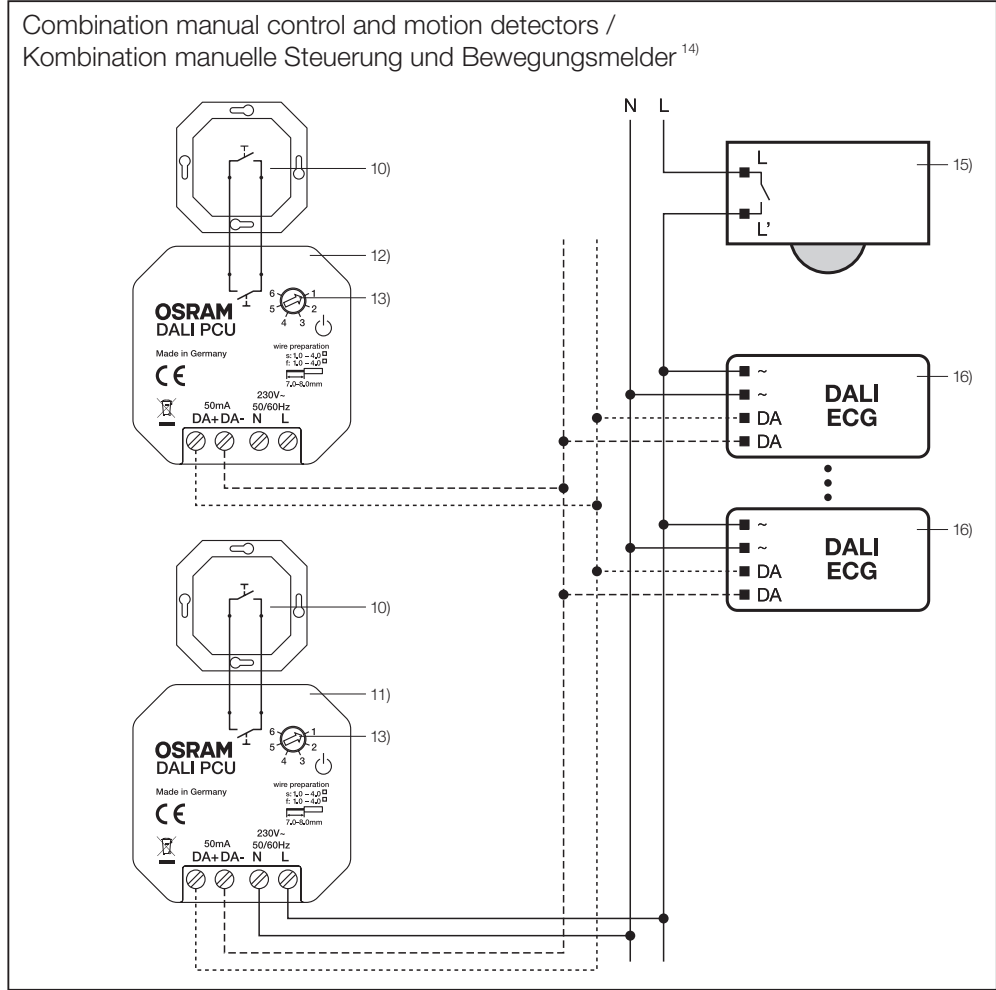 Combination manual control and motion detectors /
Kombination manuelle Steuerung und Bewegungsmelder 14)
N L
10)
L
15)
L'
12)
13)
6 1
5 2
4 3
OSRAM
DALI PCU
Made in Germany
wire preparation
s: 1.0 – 4.0
f: 1.0 – 4.0
7.0–8.0mm
CE
50mA
230V~
50/60Hz
DA+ DA- N L
~
~
DA
DA
DALI
ECG
16)
~
~
DA
DA
DALI
ECG
16)
10)
11)
13)
6 1
5 2
4 3
OSRAM
DALI PCU
Made in Germany
wire preparation
s: 1.0 – 4.0
f: 1.0 – 4.0
7.0–8.0mm
CE
50mA
230V~
50/60Hz
DA+ DA- N L